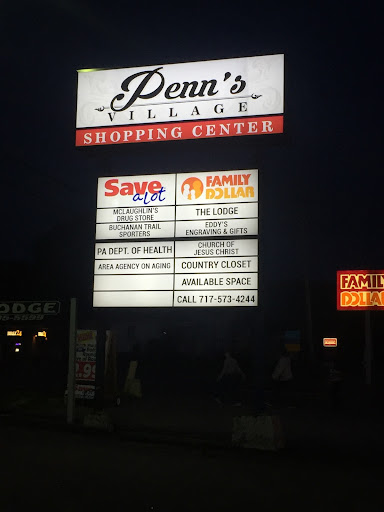 Penn's
VILLAGE
SHOPPING CENTER
Save
a lot
FAMILY
DOLLAR
MCLAUGHLIN'S
DRUG STORE
THE LODGE
BUCHANAN TRAIL
SPORTERS
EDDY'S
ENGRAVING & GIFTS
PA DEPT. OF HEALTH
CHURCH OF
JESUS CHRIST
AREA AGENCY ON AGING
COUNTRY CLOSET
AVAILABLE SPACE
CALL 717-573-4244
FAMILY
DOLLAR